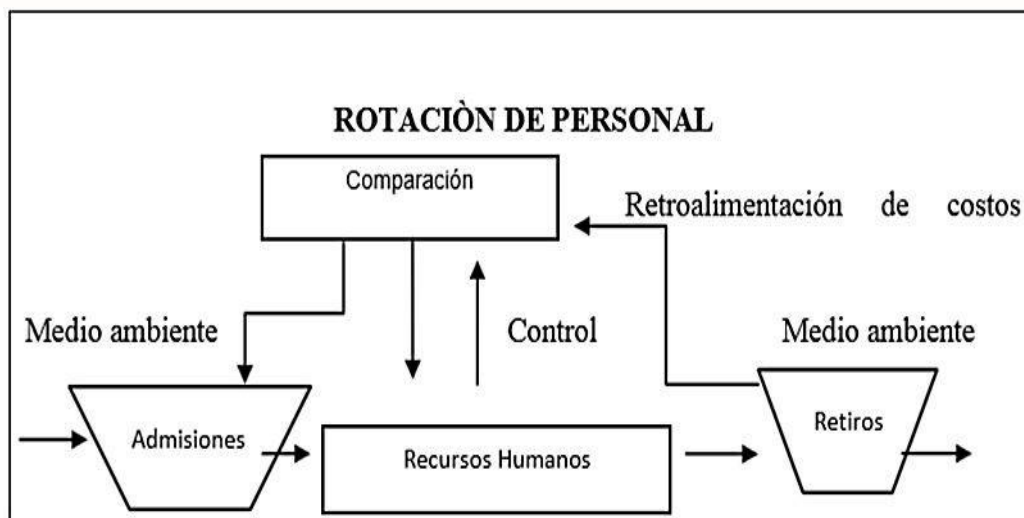 ROTACIÒN DE PERSONAL
Comparación
Retroalimentación de costos
Medio ambiente
Control
Medio ambiente
Admisiones
Recursos Humanos
Retiros